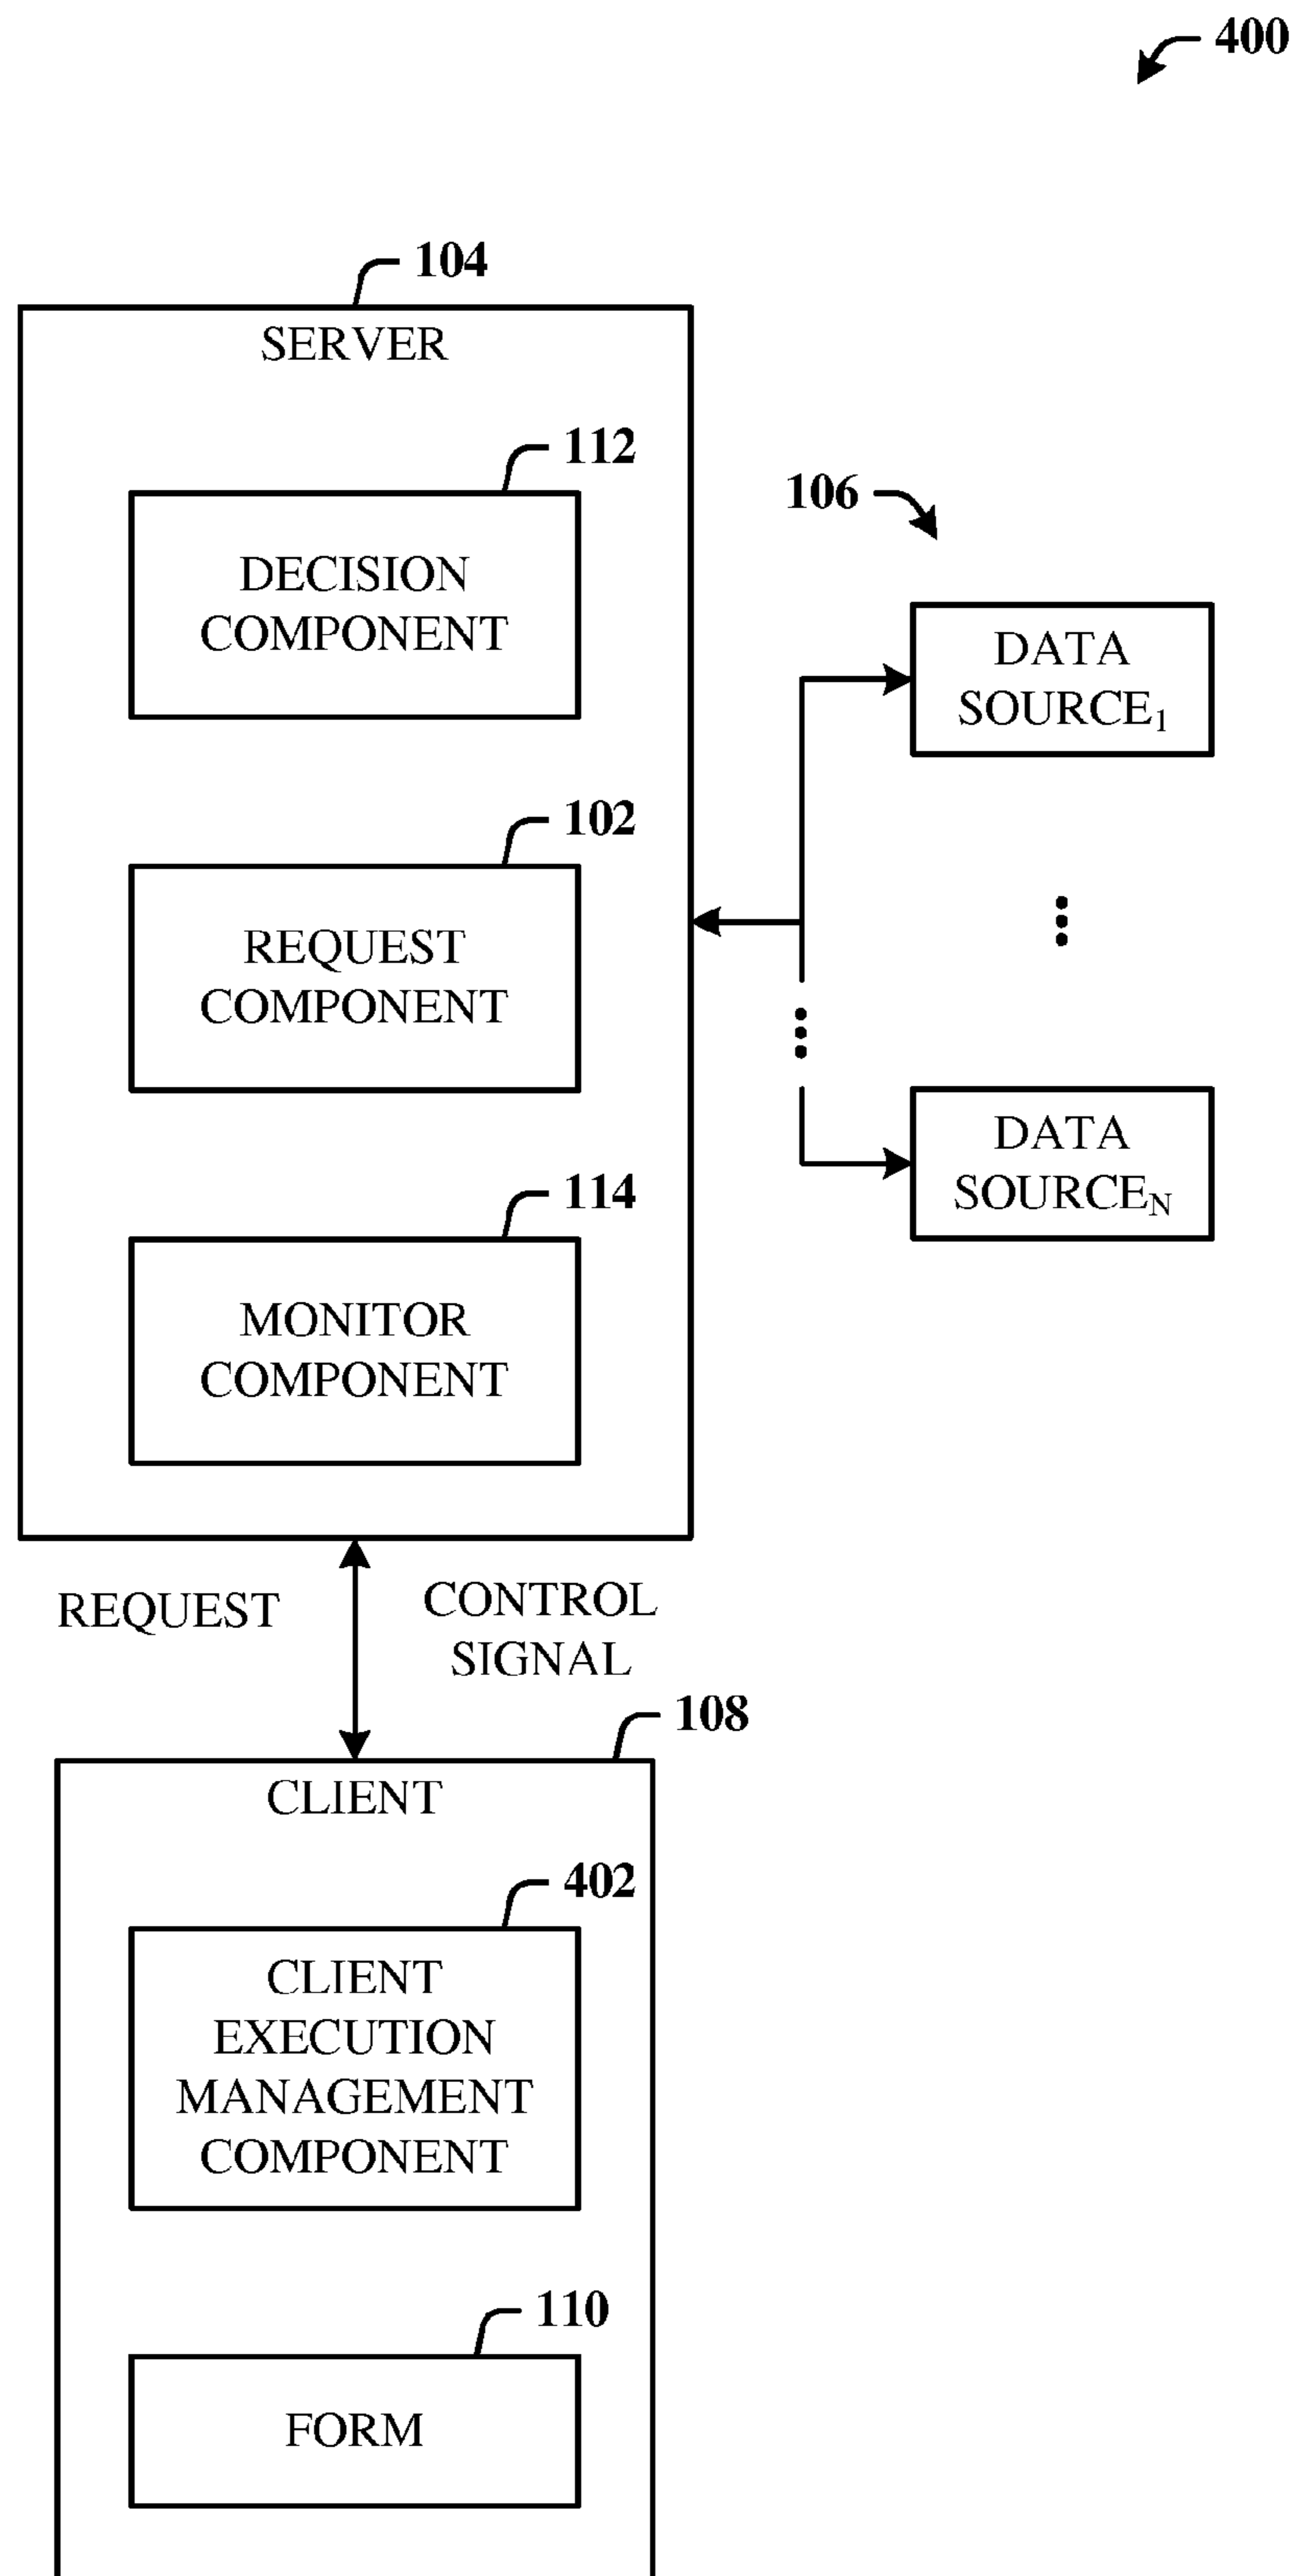 400
104
SERVER
112
DECISION
COMPONENT
106
DATA
SOURCE₁
102
REQUEST
COMPONENT
DATA
SOURCEN
114
MONITOR
COMPONENT
REQUEST
CONTROL
SIGNAL
108
CLIENT
402
CLIENT
EXECUTION
MANAGEMENT
COMPONENT
110
FORM